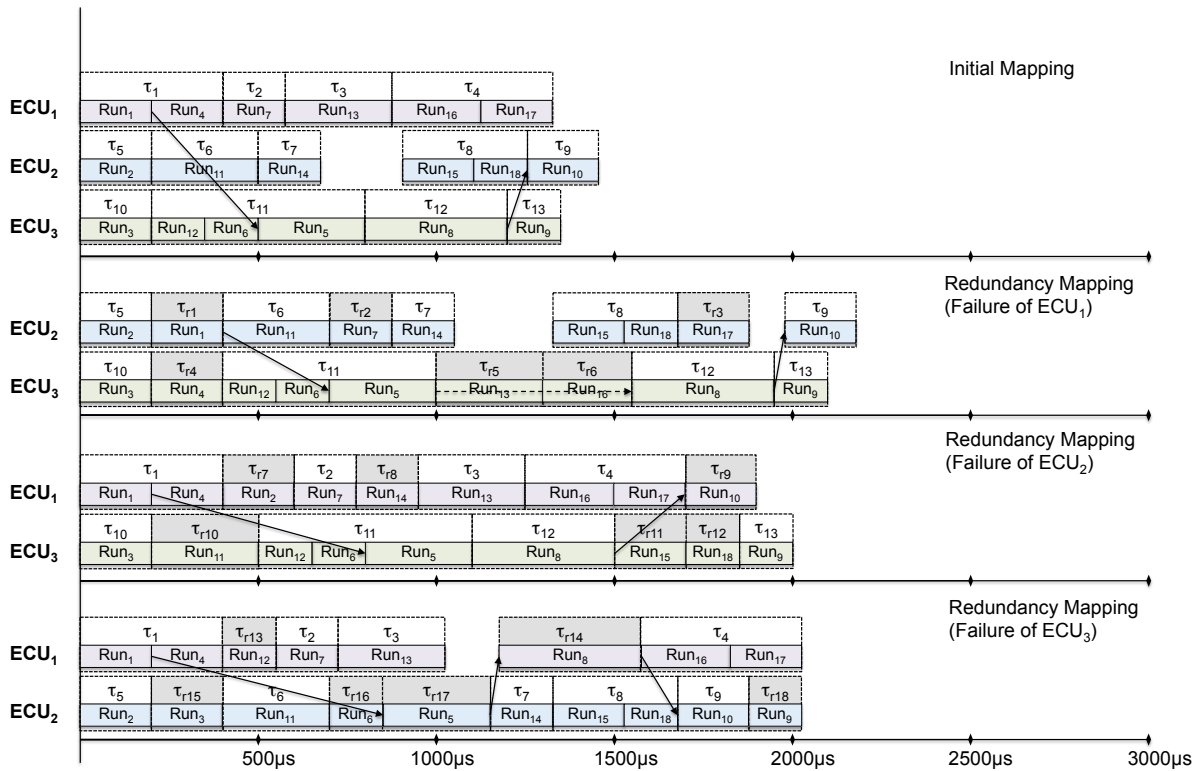 Initial Mapping
τ1 τ2 τ3 τ4
ECU1 Run1 Run4 Run7 Run13 Run16 Run17
τ5 τ6 τ7 τ8 τ9
ECU2 Run2 Run11 Run14 Run15 Run18 Run10
τ10 τ11 τ12 τ13
ECU3 Run3 Run12 Run6 Run5 Run8 Run9
Redundancy Mapping
(Failure of ECU1)
τ5 τr1 τ6 τr2 τ7 τ8 τr3 τ9
ECU2 Run2 Run1 Run11 Run7 Run14 Run15 Run18 Run17 Run10
τ10 τr4 τ11 τr5 τr6 τ12 τ13
ECU3 Run3 Run4 Run12 Run6 Run5 Run13 Run16 Run8 Run9
Redundancy Mapping
(Failure of ECU2)
τ1 τr7 τ2 τr8 τ3 τ4 τr9
ECU1 Run1 Run4 Run2 Run7 Run14 Run13 Run16 Run17 Run10
τ10 τr10 τ11 τ12 τr11 τr12 τ13
ECU3 Run3 Run11 Run12 Run6 Run5 Run8 Run15 Run18 Run9
Redundancy Mapping
(Failure of ECU3)
τ1 τr13 τ2 τ3 τr14 τ4
ECU1 Run1 Run4 Run12 Run7 Run13 Run8 Run16 Run17
τ5 τr15 τ6 τr16 τr17 τ7 τ8 τ9 τr18
ECU2 Run2 Run3 Run11 Run6 Run5 Run14 Run15 Run18 Run10 Run9
500μs 1000μs 1500μs 2000μs 2500μs 3000μs